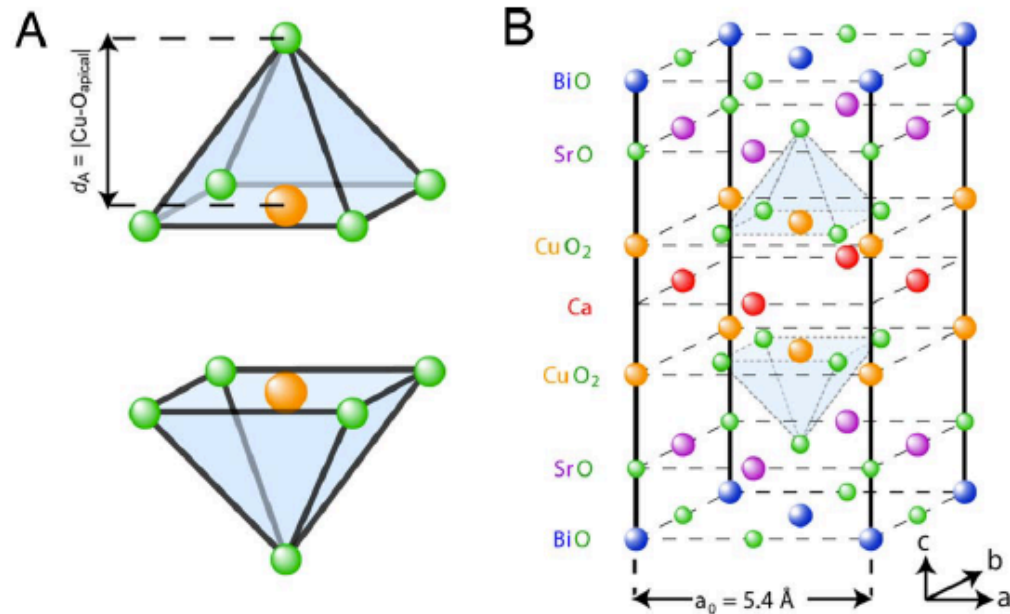 A
d_A = |Cu-O_apical|
B
BiO
SrO
CuO₂
Ca
CuO₂
SrO
BiO
a₀ = 5.4 Å
c
b
a